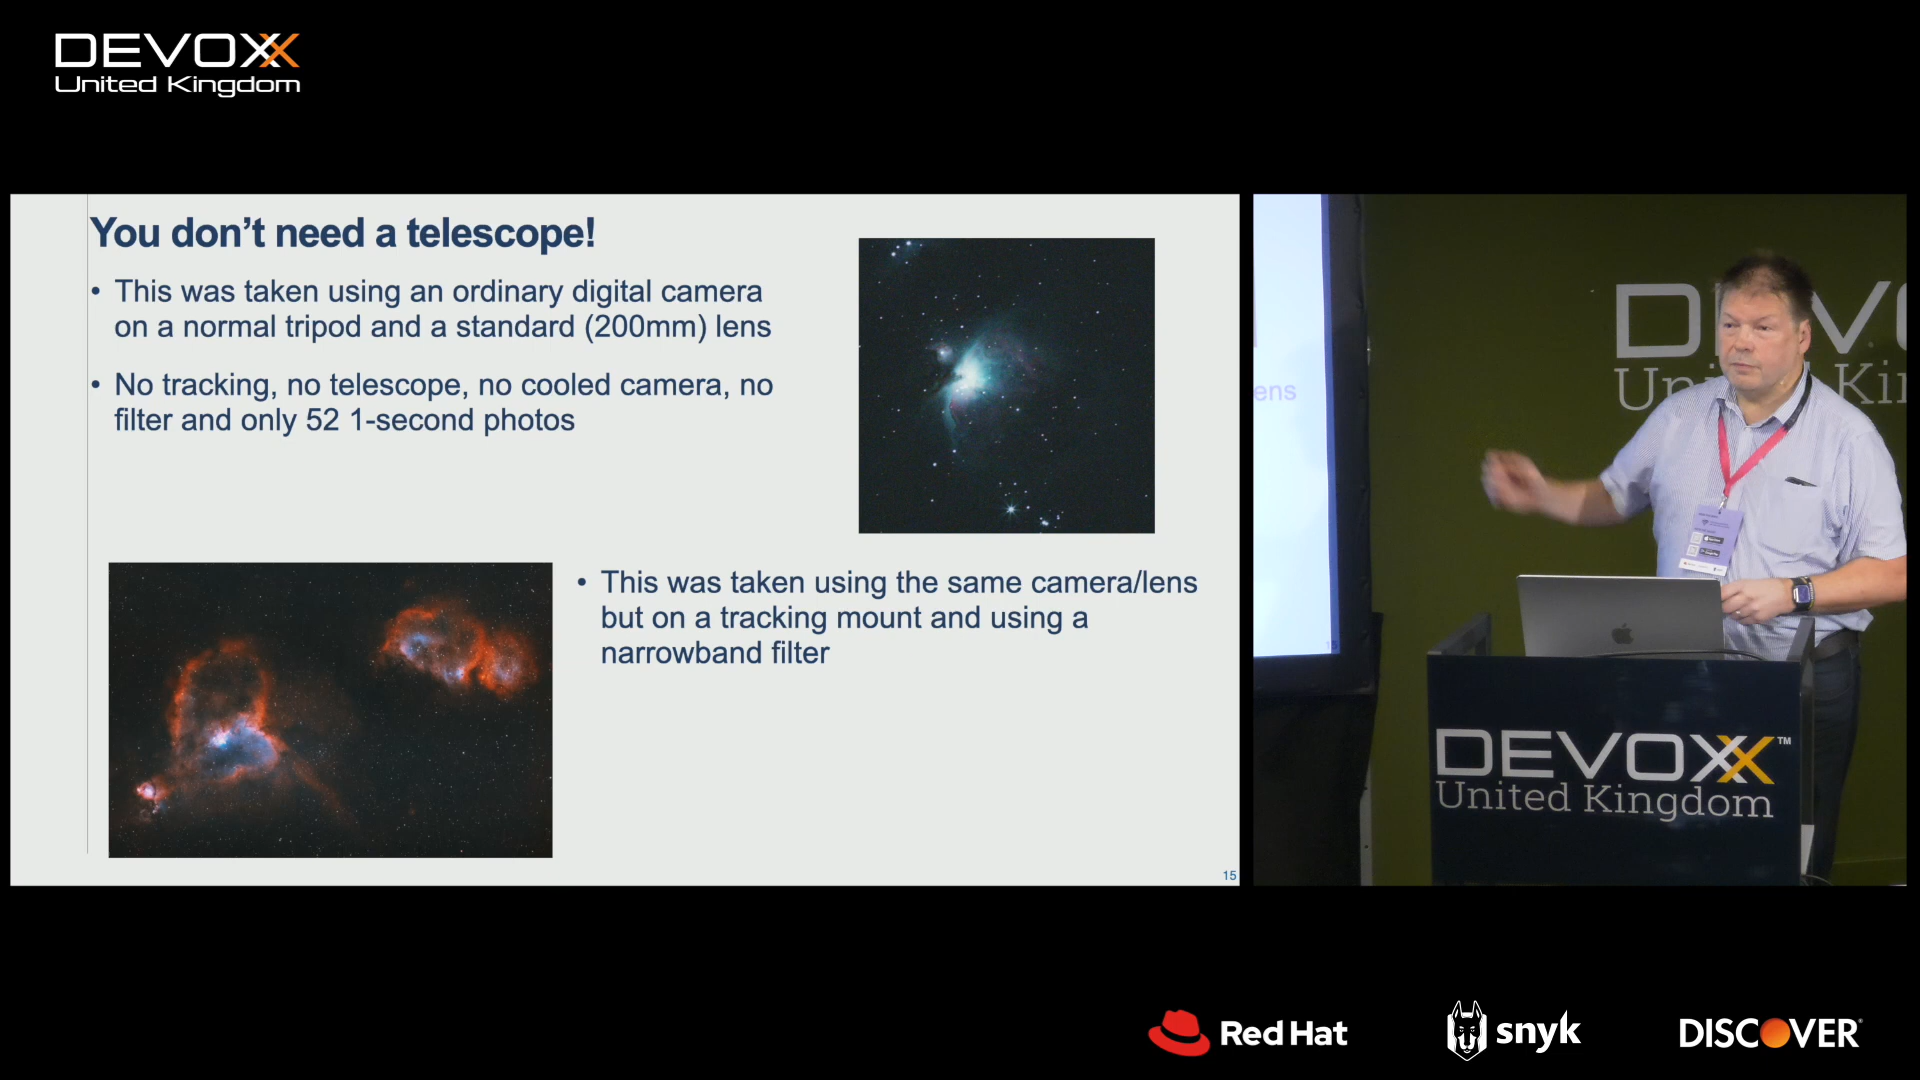 DEVOXX
United Kingdom
You don't need a telescope!
• This was taken using an ordinary digital camera
on a normal tripod and a standard (200mm) lens
• No tracking, no telescope, no cooled camera, no
filter and only 52 1-second photos
• This was taken using the same camera/lens
but on a tracking mount and using a
narrowband filter
15
ens
DEVOXX™
United Kingdom
Red Hat
snyk
DISCOVER